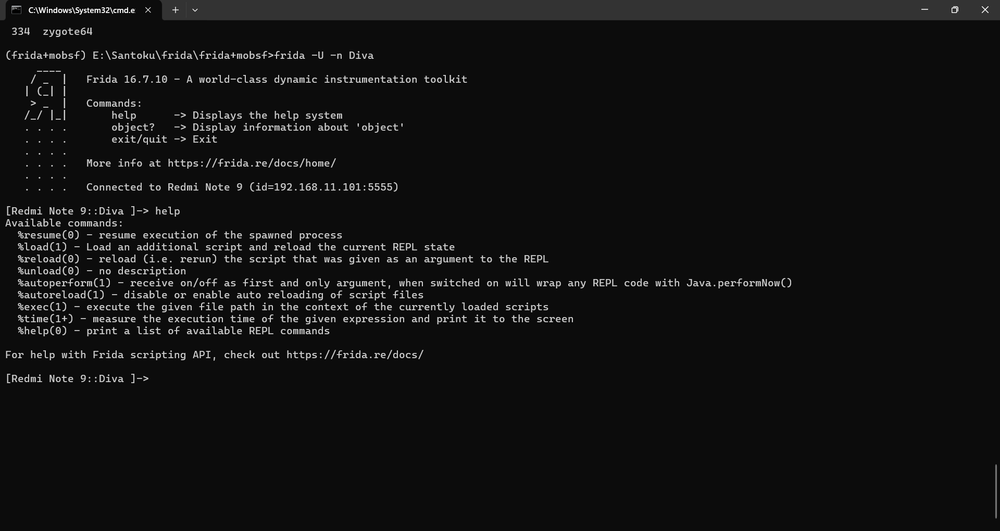 C:\Windows\System32\cmd.e
334  zygote64
(frida+mobsf) E:\Santoku\frida\frida+mobsf>frida -U -n Diva
     ____
    / _  |   Frida 16.7.10 - A world-class dynamic instrumentation toolkit
   | (_| |
    > _  |   Commands:
   /_/ |_|       help      -> Displays the help system
   . . . .       object?   -> Display information about 'object'
   . . . .       exit/quit -> Exit
   . . . .
   . . . .   More info at https://frida.re/docs/home/
   . . . .
   . . . .   Connected to Redmi Note 9 (id=192.168.11.101:5555)
[Redmi Note 9::Diva ]-> help
Available commands:
  %resume(0) - resume execution of the spawned process
  %load(1) - Load an additional script and reload the current REPL state
  %reload(0) - reload (i.e. rerun) the script that was given as an argument to the REPL
  %unload(0) - no description
  %autoperform(1) - receive on/off as first and only argument, when switched on will wrap any REPL code with Java.performNow()
  %autoreload(1) - disable or enable auto reloading of script files
  %exec(1) - execute the given file path in the context of the currently loaded scripts
  %time(1+) - measure the execution time of the given expression and print it to the screen
  %help(0) - print a list of available REPL commands
For help with Frida scripting API, check out https://frida.re/docs/
[Redmi Note 9::Diva ]->